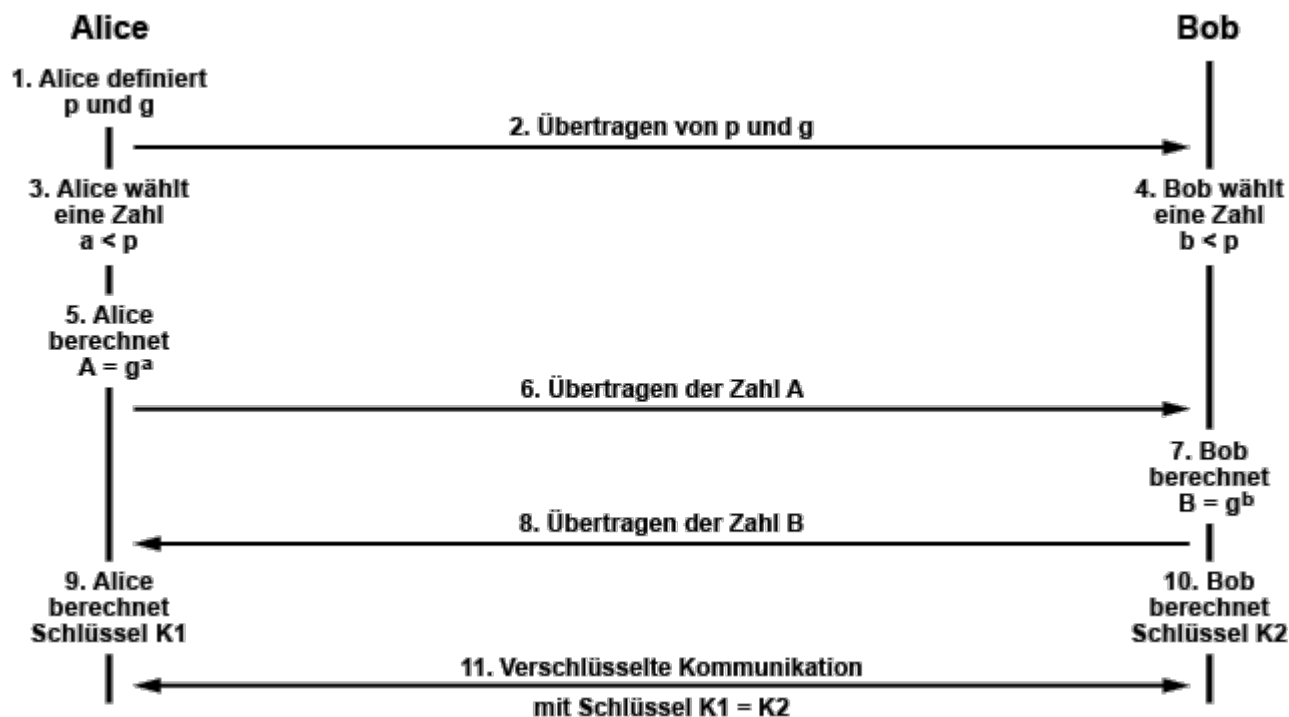 Alice
Bob
1. Alice definiert
p und g
2. Übertragen von p und g
3. Alice wählt
eine Zahl
a < p
4. Bob wählt
eine Zahl
b < p
5. Alice
berechnet
A = gᵃ
6. Übertragen der Zahl A
7. Bob
berechnet
B = gᵇ
8. Übertragen der Zahl B
9. Alice
berechnet
Schlüssel K1
10. Bob
berechnet
Schlüssel K2
11. Verschlüsselte Kommunikation
mit Schlüssel K1 = K2